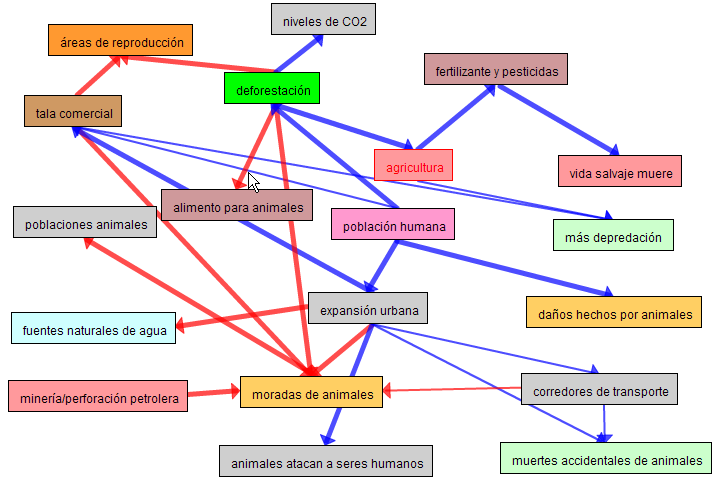 niveles de CO2
áreas de reproducción
fertilizante y pesticidas
deforestación
tala comercial
agricultura
vida salvaje muere
alimento para animales
poblaciones animales
población humana
más depredación
expansión urbana
daños hechos por animales
fuentes naturales de agua
minería/perforación petrolera
moradas de animales
corredores de transporte
animales atacan a seres humanos
muertes accidentales de animales